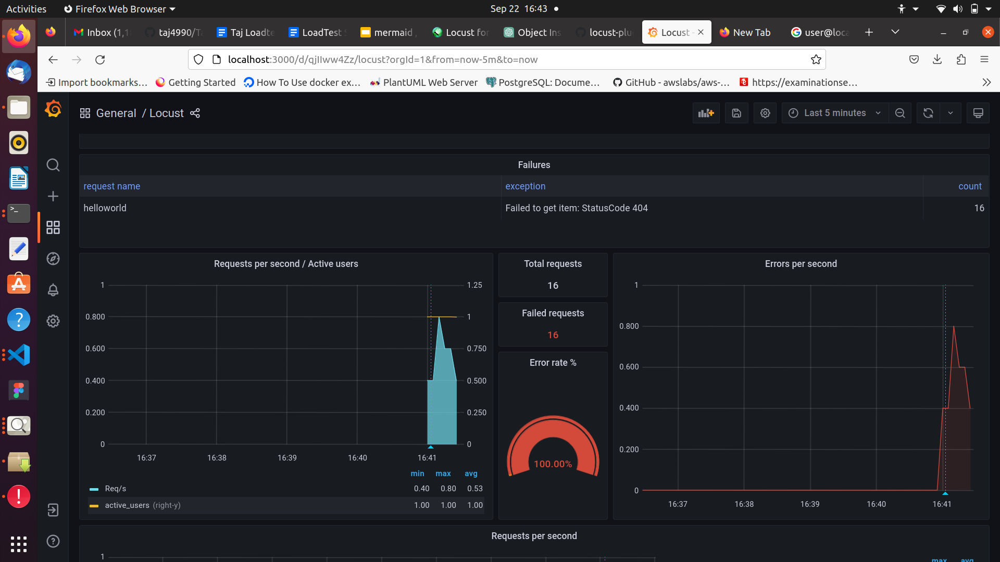 Activities Firefox Web Browser Sep 22 16:43
Inbox (1,1 taj4990/T Taj Loadte LoadTest mermaid Locust for Object Ins locust-plu Locust - New Tab user@loca
localhost:3000/d/qjIIww4Zz/locust?orgId=1&from=now-5m&to=now
Import bookmarks... Getting Started How To Use docker ex... PlantUML Web Server PostgreSQL: Docume... GitHub - awslabs/aws-... https://examinationse...
General / Locust Last 5 minutes
Failures
request name exception count
helloworld Failed to get item: StatusCode 404 16
Requests per second / Active users
1 1.25
0.800 1
0.600 0.750
0.400 0.500
0.200 0.250
0 0
16:37 16:38 16:39 16:40 16:41
min max avg
Req/s 0.40 0.80 0.53
active_users (right-y) 1.00 1.00 1.00
Total requests
16
Failed requests
16
Error rate %
100.00%
Errors per second
1
0.800
0.600
0.400
0.200
0
16:37 16:38 16:39 16:40 16:41
Requests per second
1
max avg